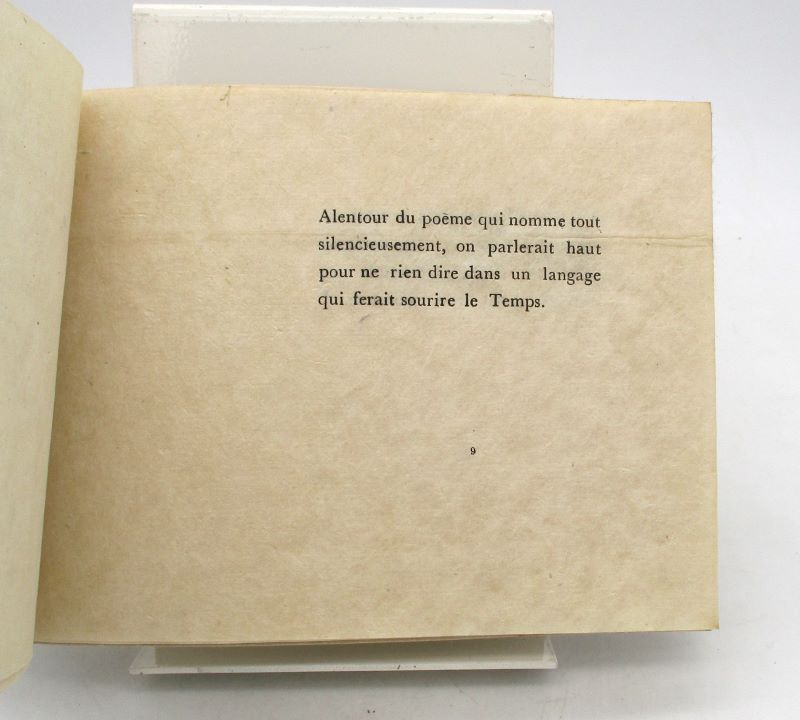 Alentour du poème qui nomme tout
silencieusement, on parlerait haut
pour ne rien dire dans un langage
qui ferait sourire le Temps.
9